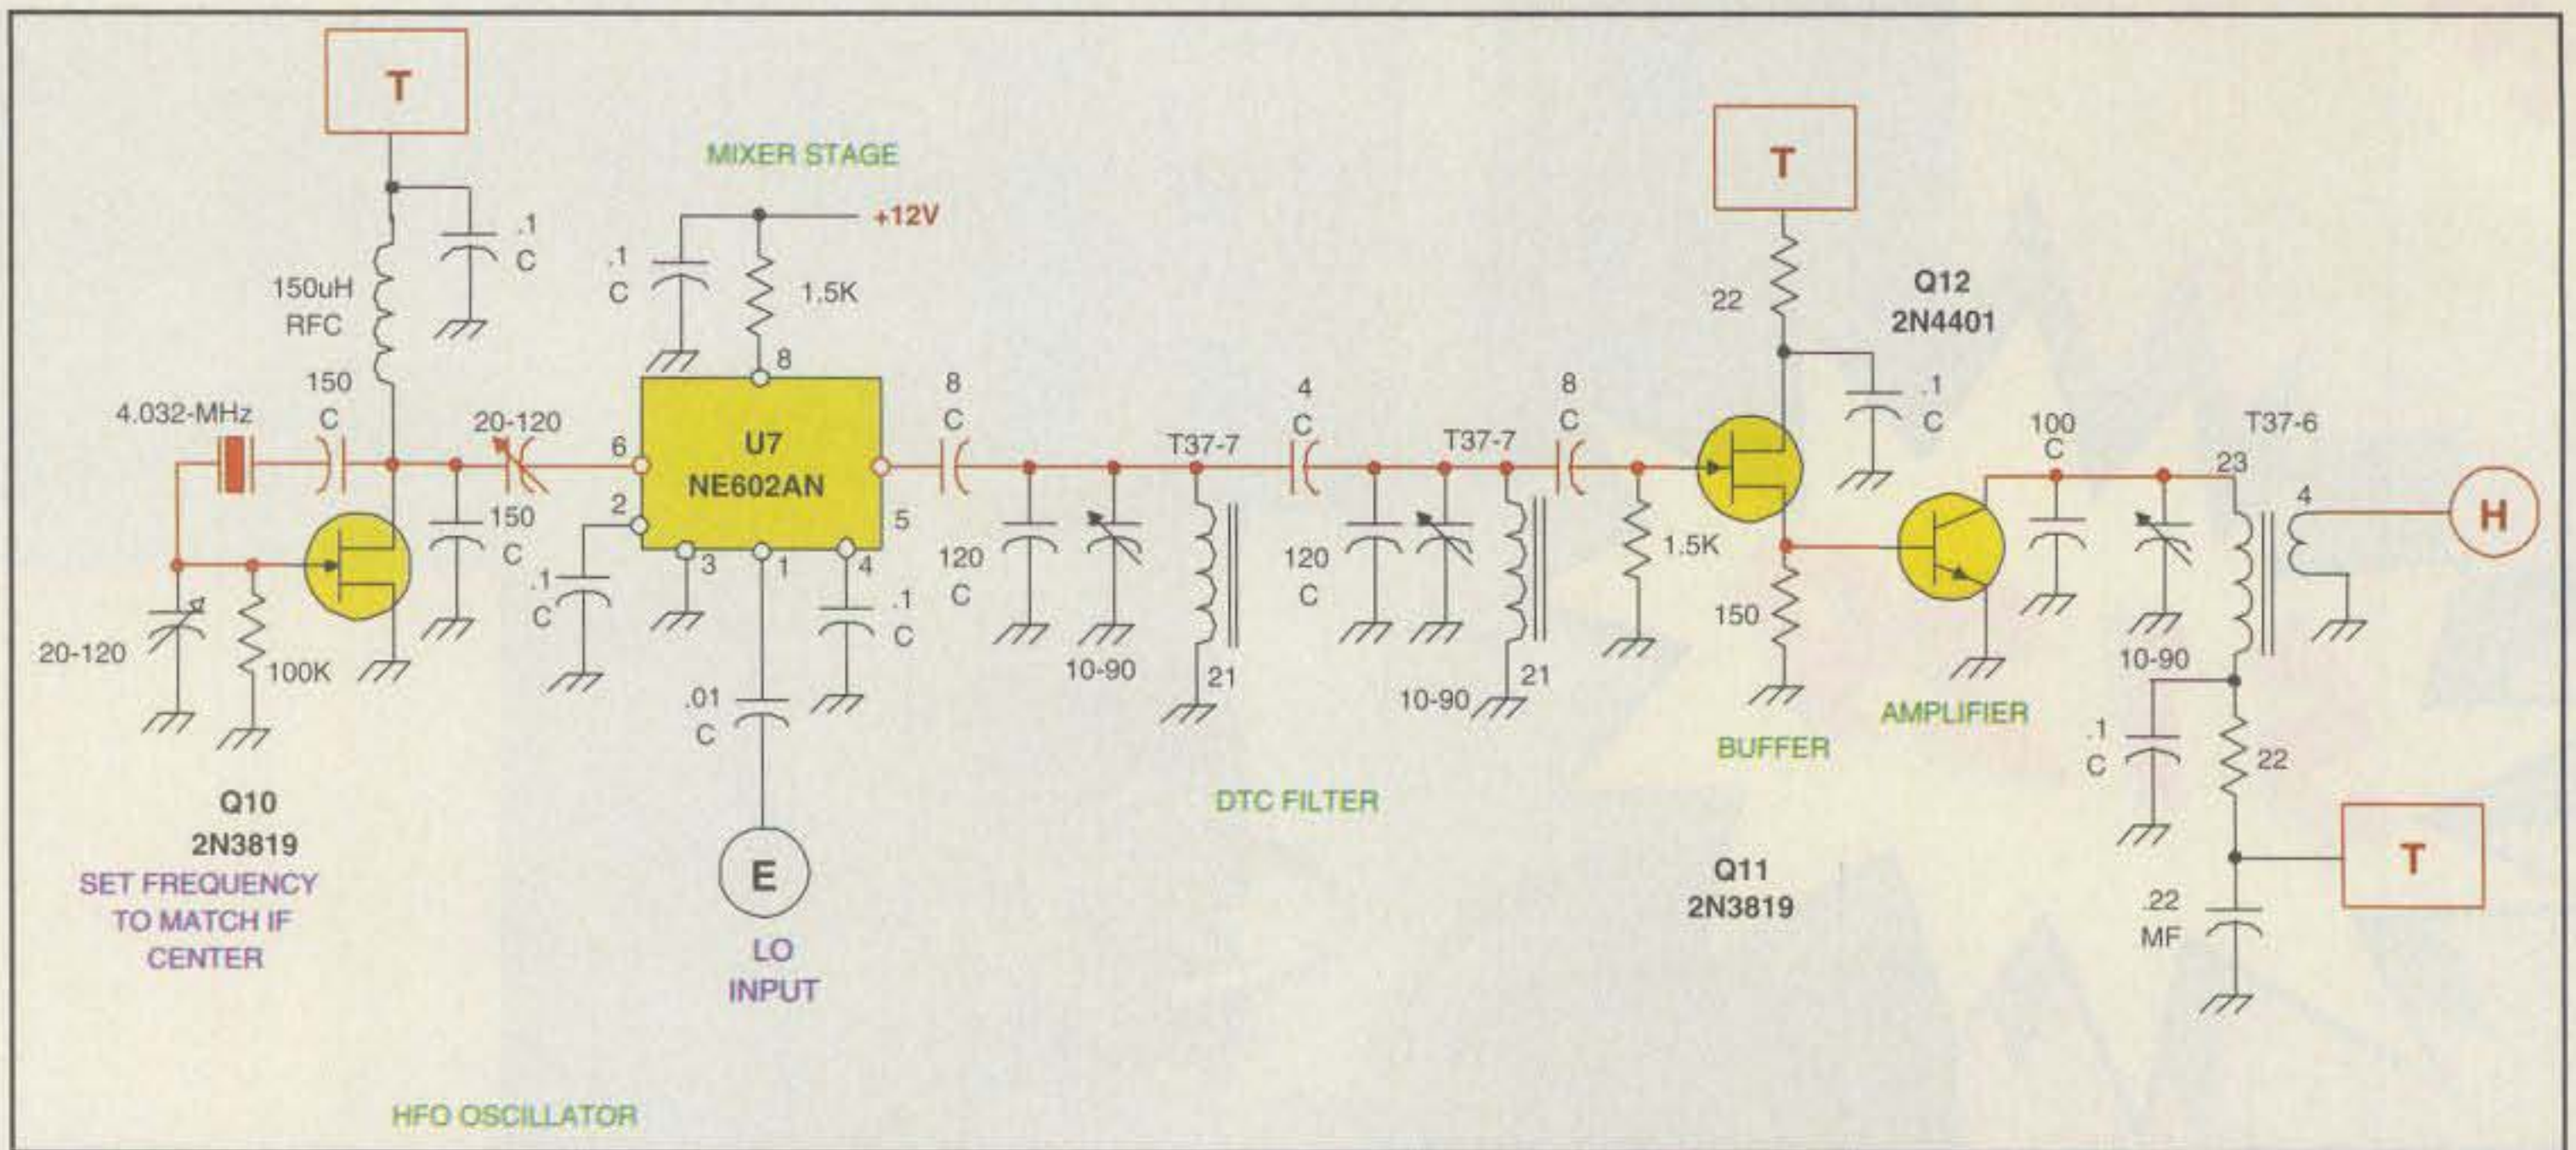 T
MIXER STAGE
+12V
.1
C
150uH
RFC
.1
C
1.5K
8
150
C
4.032-MHz
20-120
6
U7
NE602AN
2
5
3
1
4
150
C
.1
C
.1
C
20-120
100K
.01
C
E
LO
INPUT
Q10
2N3819
SET FREQUENCY
TO MATCH IF
CENTER
HFO OSCILLATOR
8
C
120
C
10-90
T37-7
21
4
C
120
C
10-90
T37-7
21
8
C
1.5K
DTC FILTER
T
22
Q12
2N4401
.1
C
150
BUFFER
Q11
2N3819
AMPLIFIER
100
C
10-90
T37-6
23
4
H
.1
C
22
T
.22
MF